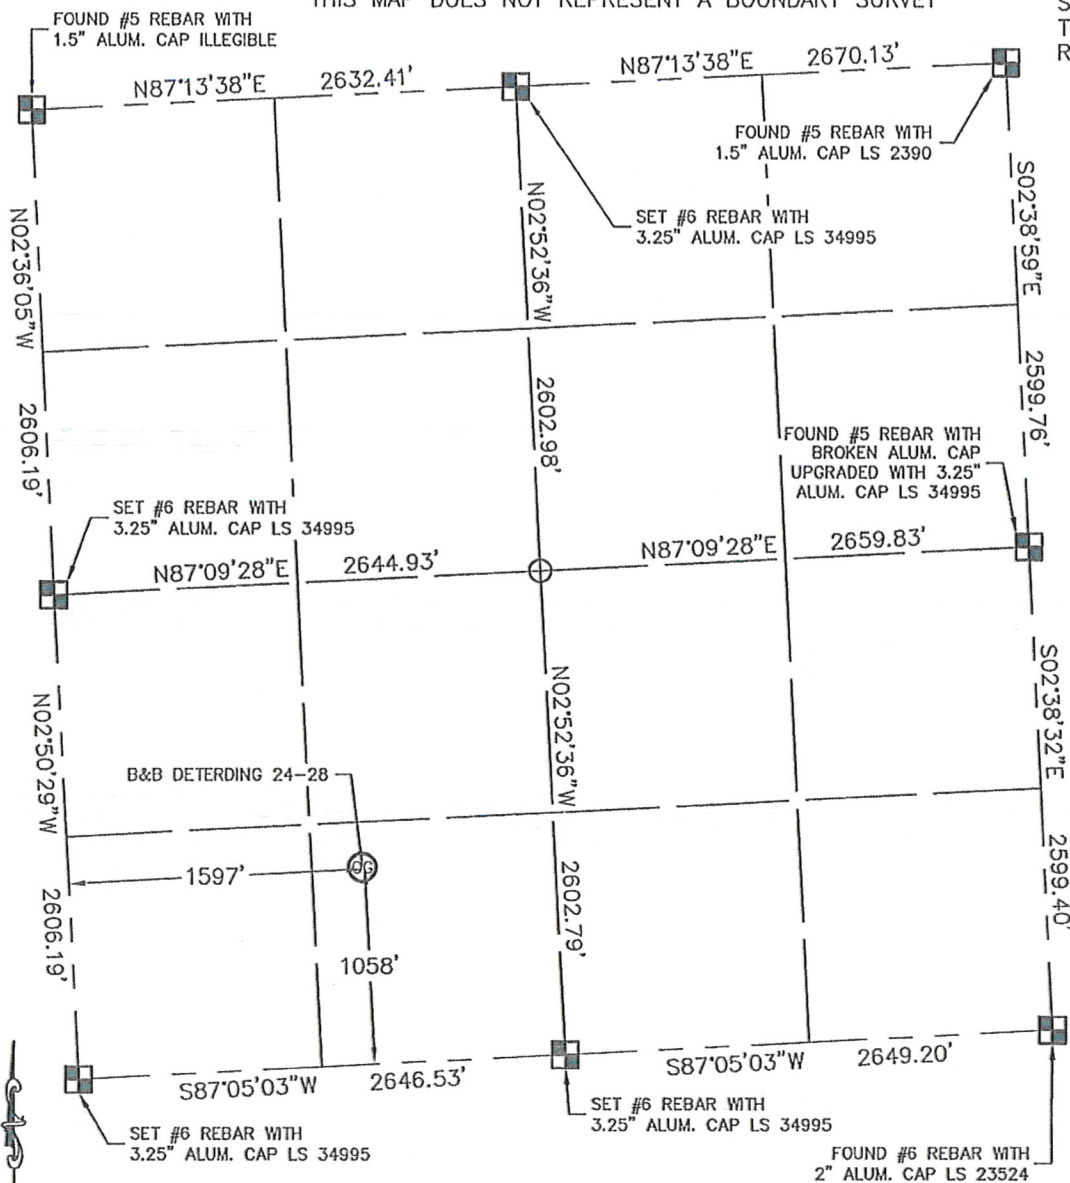 THIS MAP DOES NOT REPRESENT A BOUNDARY SURVEY
FOUND #5 REBAR WITH
1.5" ALUM. CAP ILLEGIBLE
N87°13'38"E
2632.41'
N87°13'38"E
2670.13'
FOUND #5 REBAR WITH
1.5" ALUM. CAP LS 2390
SET #6 REBAR WITH
3.25" ALUM. CAP LS 34995
N02°36'05"W
2606.19'
N02°52'36"W
2602.98'
S02°38'59"E
2599.76'
FOUND #5 REBAR WITH
BROKEN ALUM. CAP
UPGRADED WITH 3.25"
ALUM. CAP LS 34995
SET #6 REBAR WITH
3.25" ALUM. CAP LS 34995
N87°09'28"E
2644.93'
N87°09'28"E
2659.83'
N02°50'29"W
2606.19'
N02°52'36"W
2602.79'
S02°38'32"E
2599.40'
B&B DETERDING 24-28
OG
1597'
1058'
S87°05'03"W
2646.53'
S87°05'03"W
2649.20'
SET #6 REBAR WITH
3.25" ALUM. CAP LS 34995
SET #6 REBAR WITH
3.25" ALUM. CAP LS 34995
FOUND #6 REBAR WITH
2" ALUM. CAP LS 23524